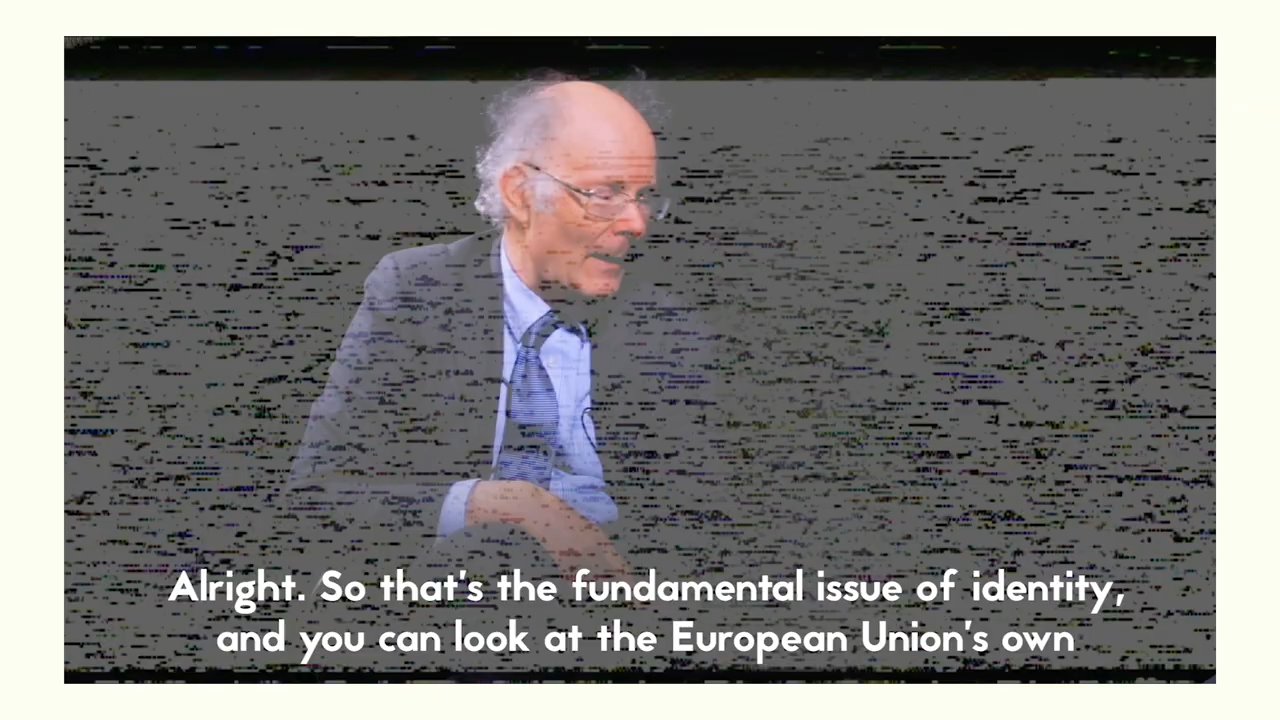 Alright. So that's the fundamental issue of identity,
and you can look at the European Union's own